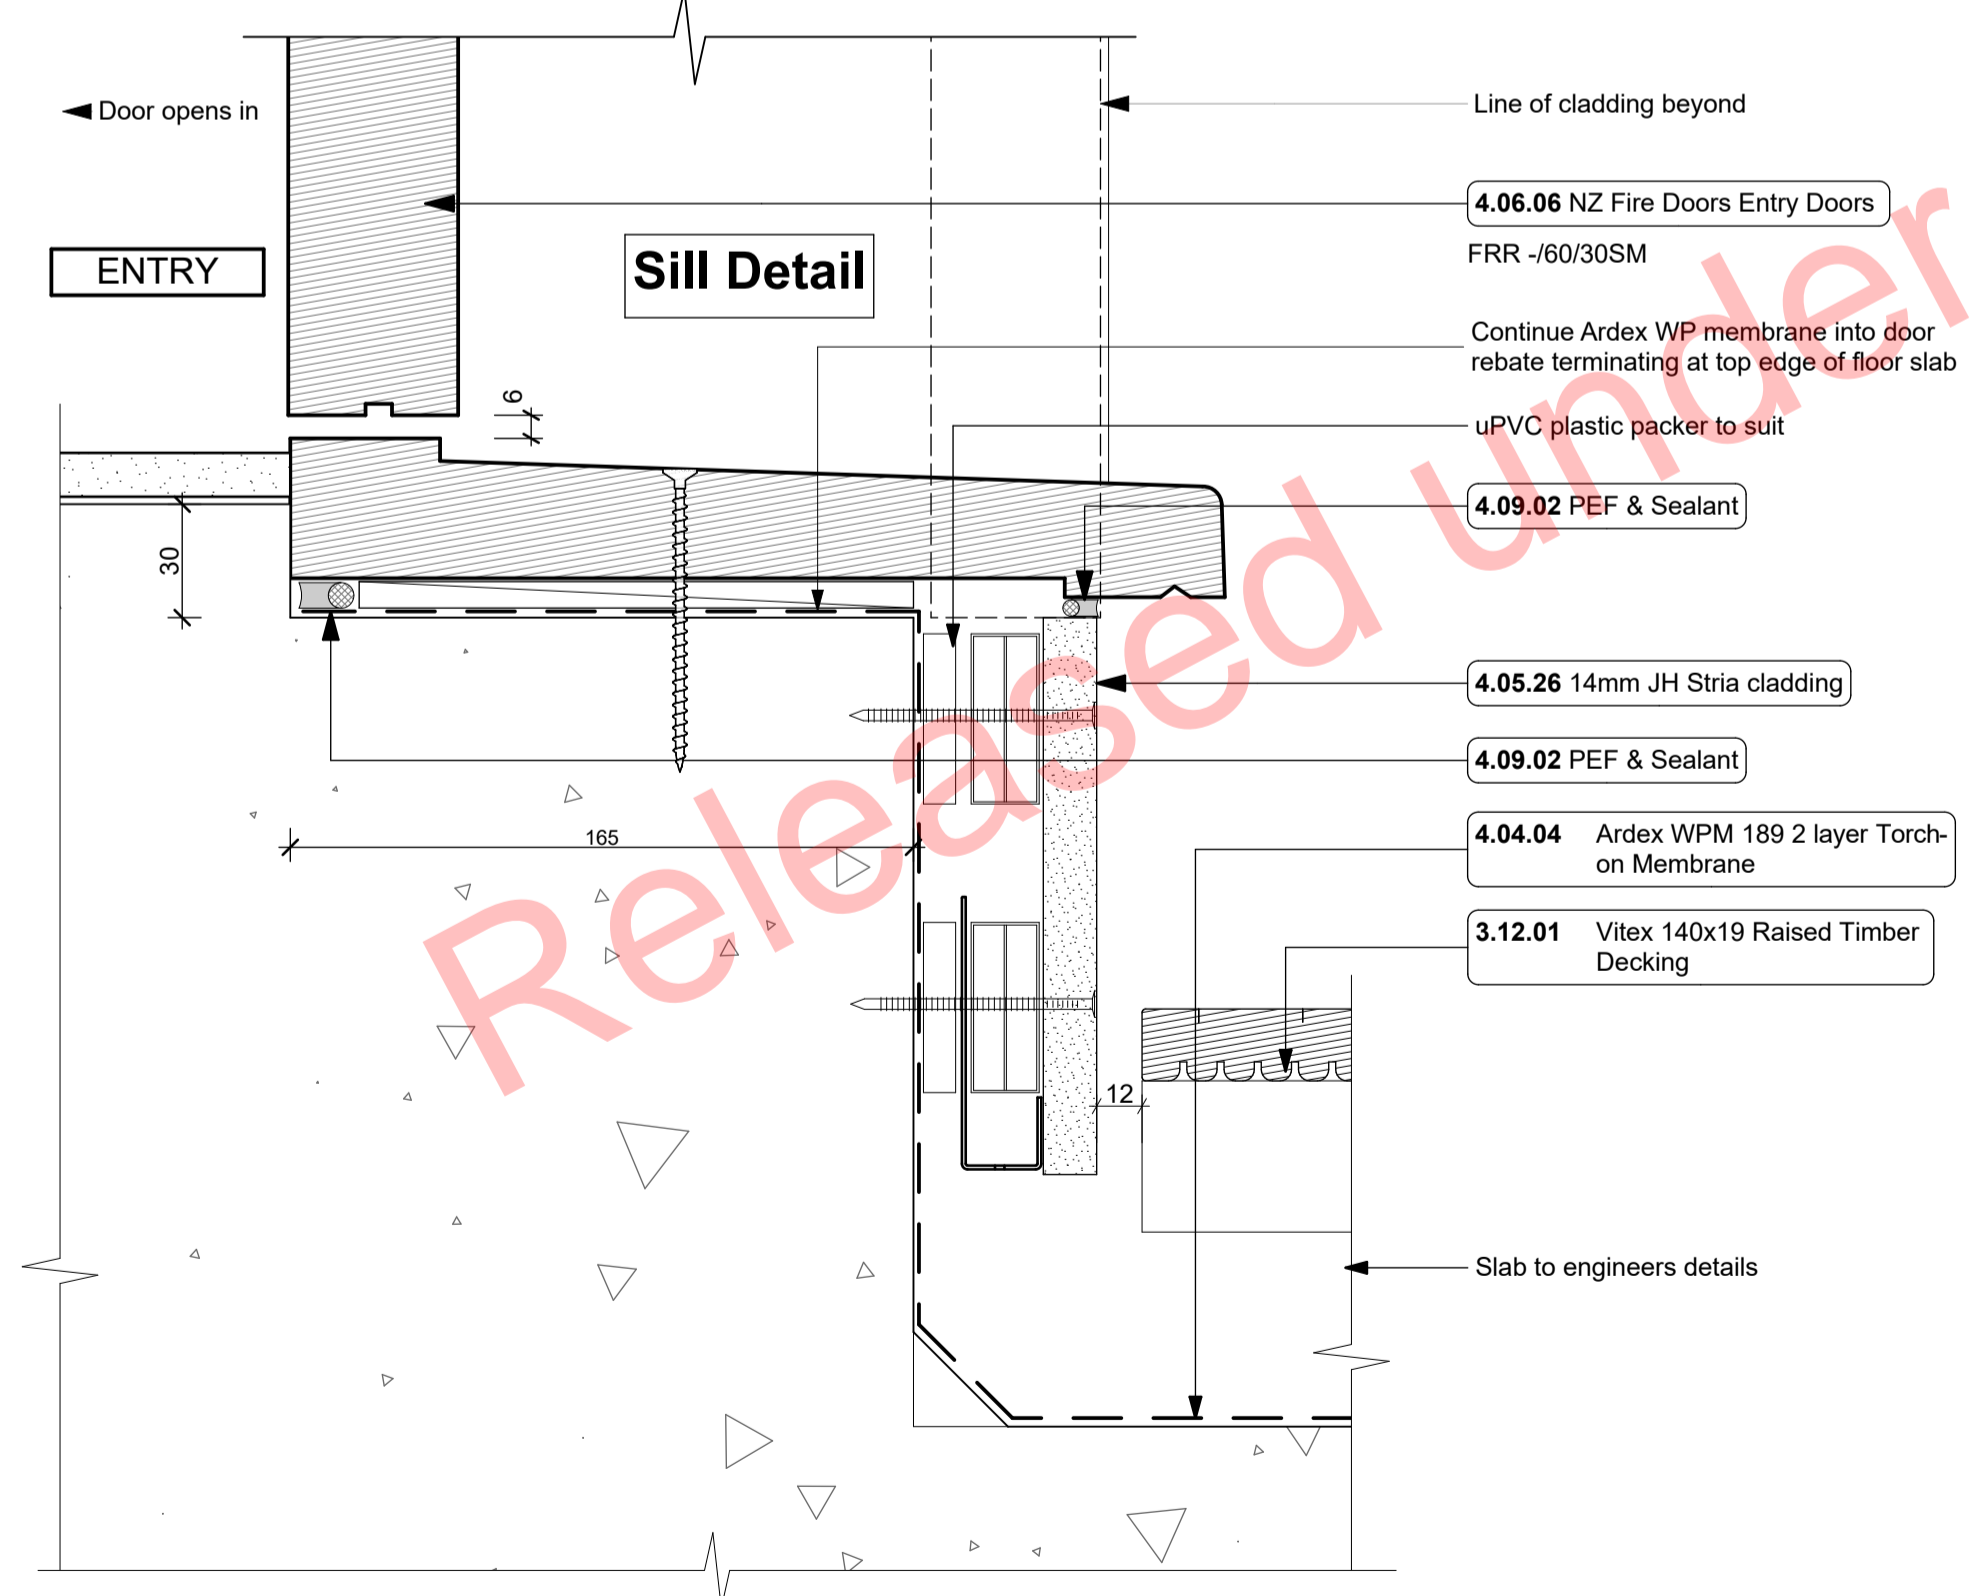 Door opens in
Line of cladding beyond
4.06.06 NZ Fire Doors Entry Doors
FRR -/60/30SM
ENTRY
Sill Detail
Continue Ardex WP membrane into door
rebate terminating at top edge of floor slab
6
uPVC plastic packer to suit
4.09.02 PEF & Sealant
30
4.05.26 14mm JH Stria cladding
4.09.02 PEF & Sealant
165
4.04.04 Ardex WPM 189 2 layer Torch-
on Membrane
3.12.01 Vitex 140x19 Raised Timber
Decking
12
Slab to engineers details
Released under